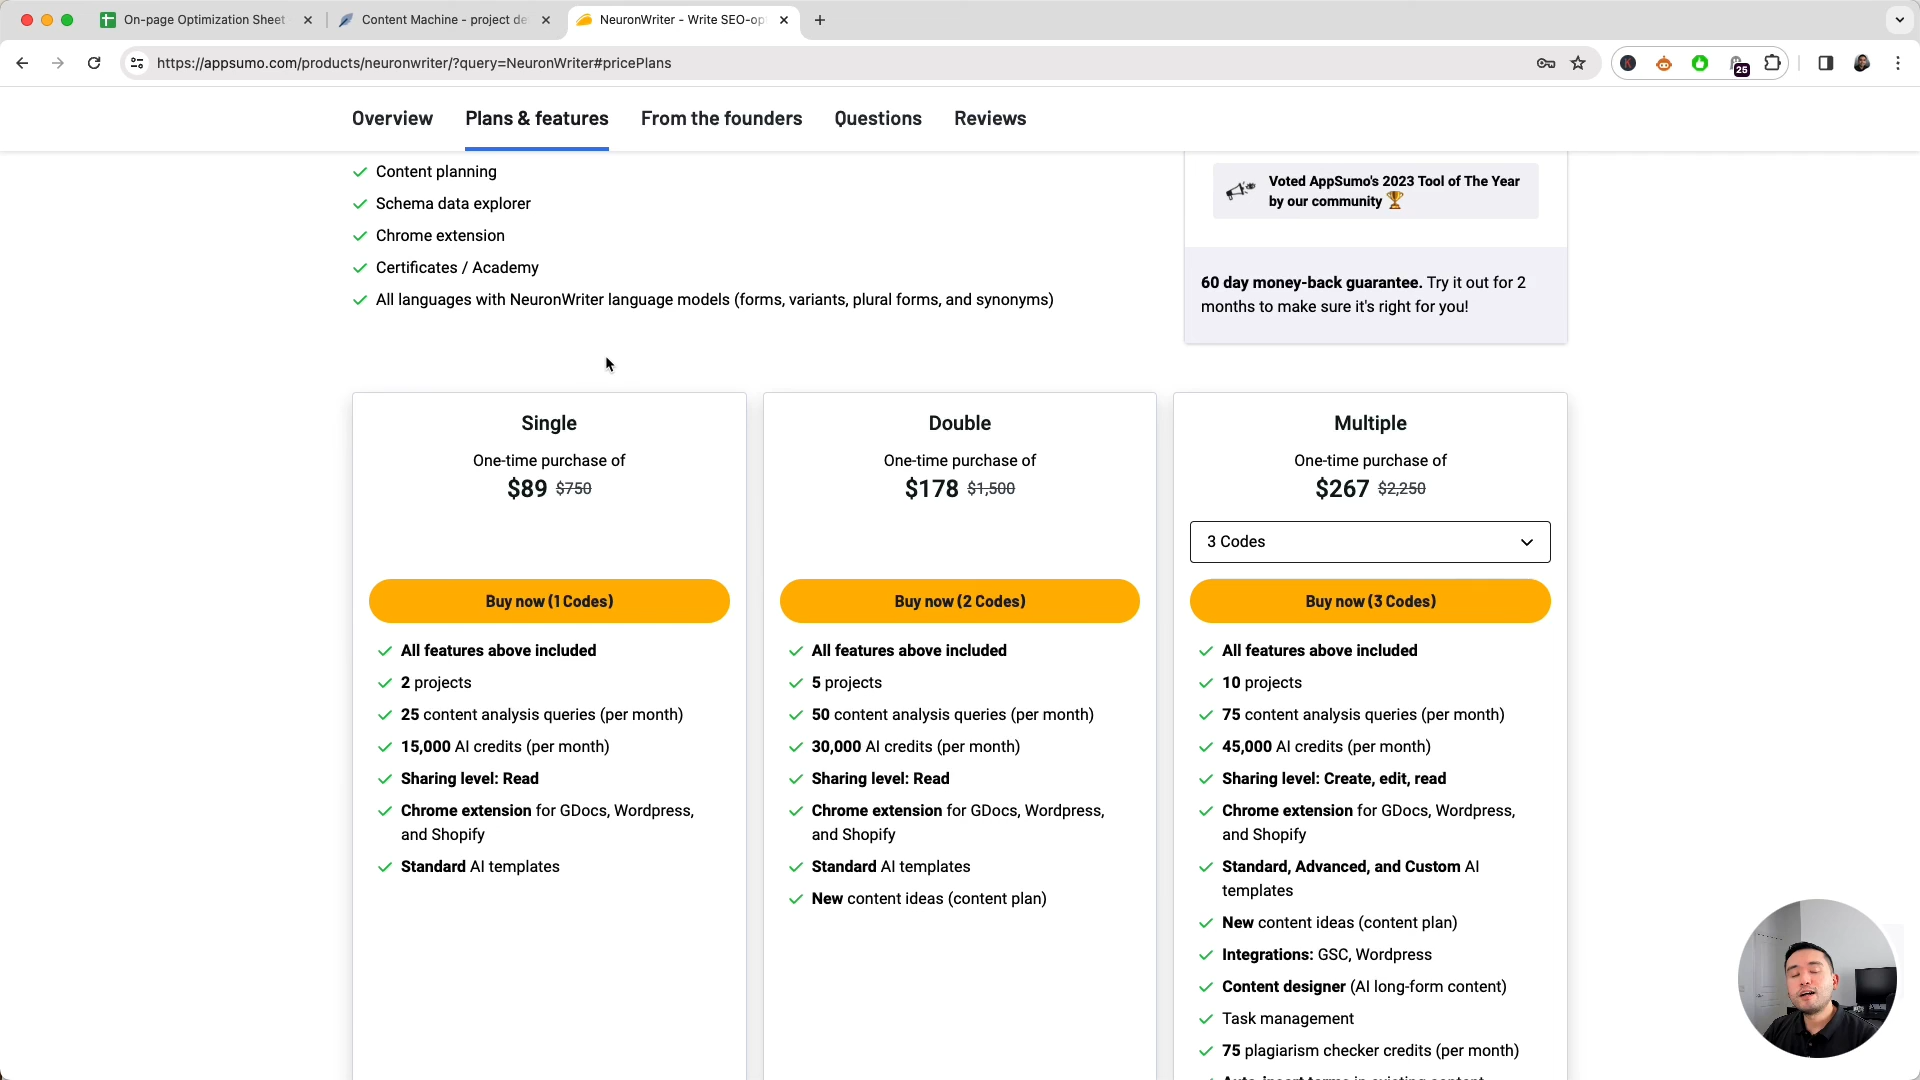 On-page Optimization Sheet
Content Machine - project de
NeuronWriter - Write SEO-op
https://appsumo.com/products/neuronwriter/?query=NeuronWriter#pricePlans
25
Overview
Plans & features
From the founders
Questions
Reviews
Content planning
Schema data explorer
Chrome extension
Certificates / Academy
All languages with NeuronWriter language models (forms, variants, plural forms, and synonyms)
Voted AppSumo's 2023 Tool of The Year
by our community
60 day money-back guarantee. Try it out for 2
months to make sure it's right for you!
Single
One-time purchase of
$89 $750
Buy now (1 Codes)
All features above included
2 projects
25 content analysis queries (per month)
15,000 AI credits (per month)
Sharing level: Read
Chrome extension for GDocs, Wordpress,
and Shopify
Standard AI templates
Double
One-time purchase of
$178 $1,500
Buy now (2 Codes)
All features above included
5 projects
50 content analysis queries (per month)
30,000 AI credits (per month)
Sharing level: Read
Chrome extension for GDocs, Wordpress,
and Shopify
Standard AI templates
New content ideas (content plan)
Multiple
One-time purchase of
$267 $2,250
3 Codes
Buy now (3 Codes)
All features above included
10 projects
75 content analysis queries (per month)
45,000 AI credits (per month)
Sharing level: Create, edit, read
Chrome extension for GDocs, Wordpress,
and Shopify
Standard, Advanced, and Custom AI
templates
New content ideas (content plan)
Integrations: GSC, Wordpress
Content designer (AI long-form content)
Task management
75 plagiarism checker credits (per month)